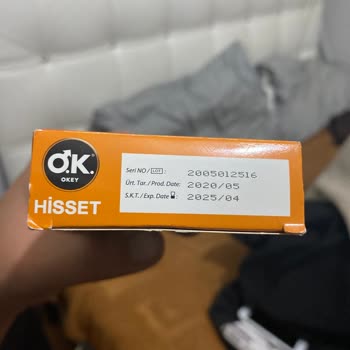 O.K.
OKEY
HİSSET
Seri NO / LOT : 2005012516
Ürt. Tar. / Prod. Date: 2020/05
S.K.T. / Exp. Date : 2025/04